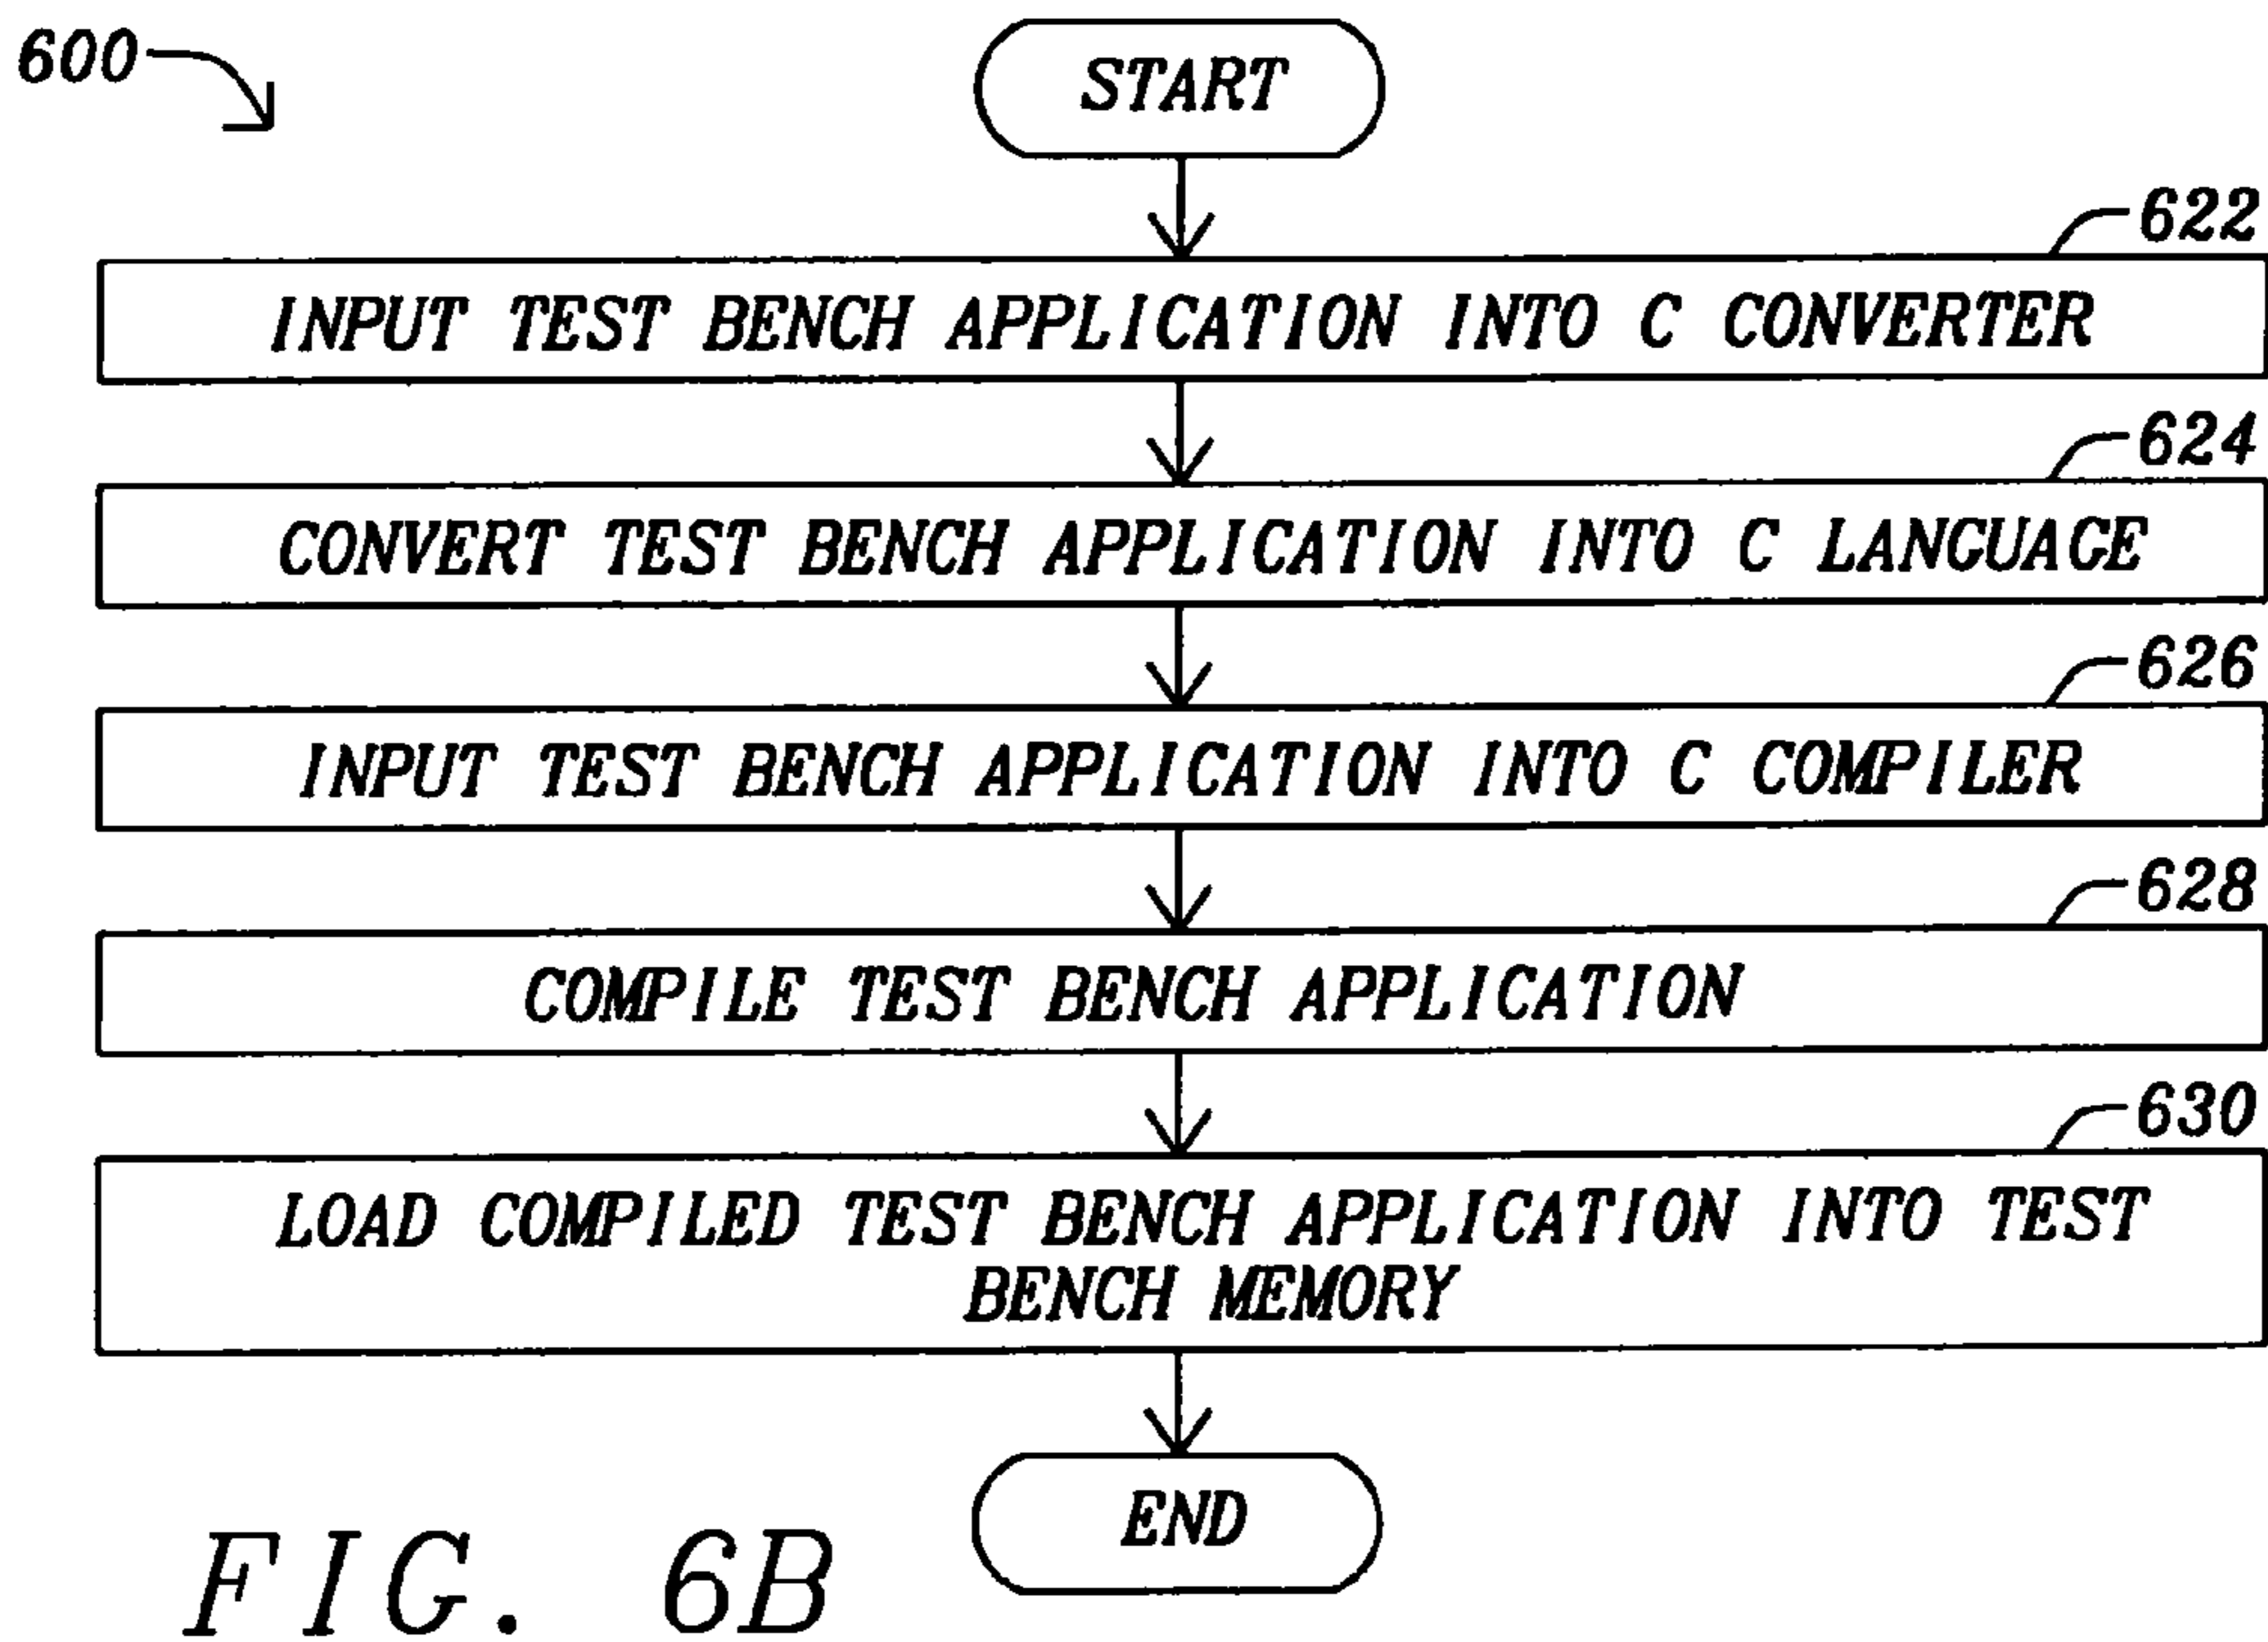 600
START
622
INPUT TEST BENCH APPLICATION INTO C CONVERTER
624
CONVERT TEST BENCH APPLICATION INTO C LANGUAGE
626
INPUT TEST BENCH APPLICATION INTO C COMPILER
628
COMPILE TEST BENCH APPLICATION
630
LOAD COMPILED TEST BENCH APPLICATION INTO TEST
BENCH MEMORY
END
FIG. 6B